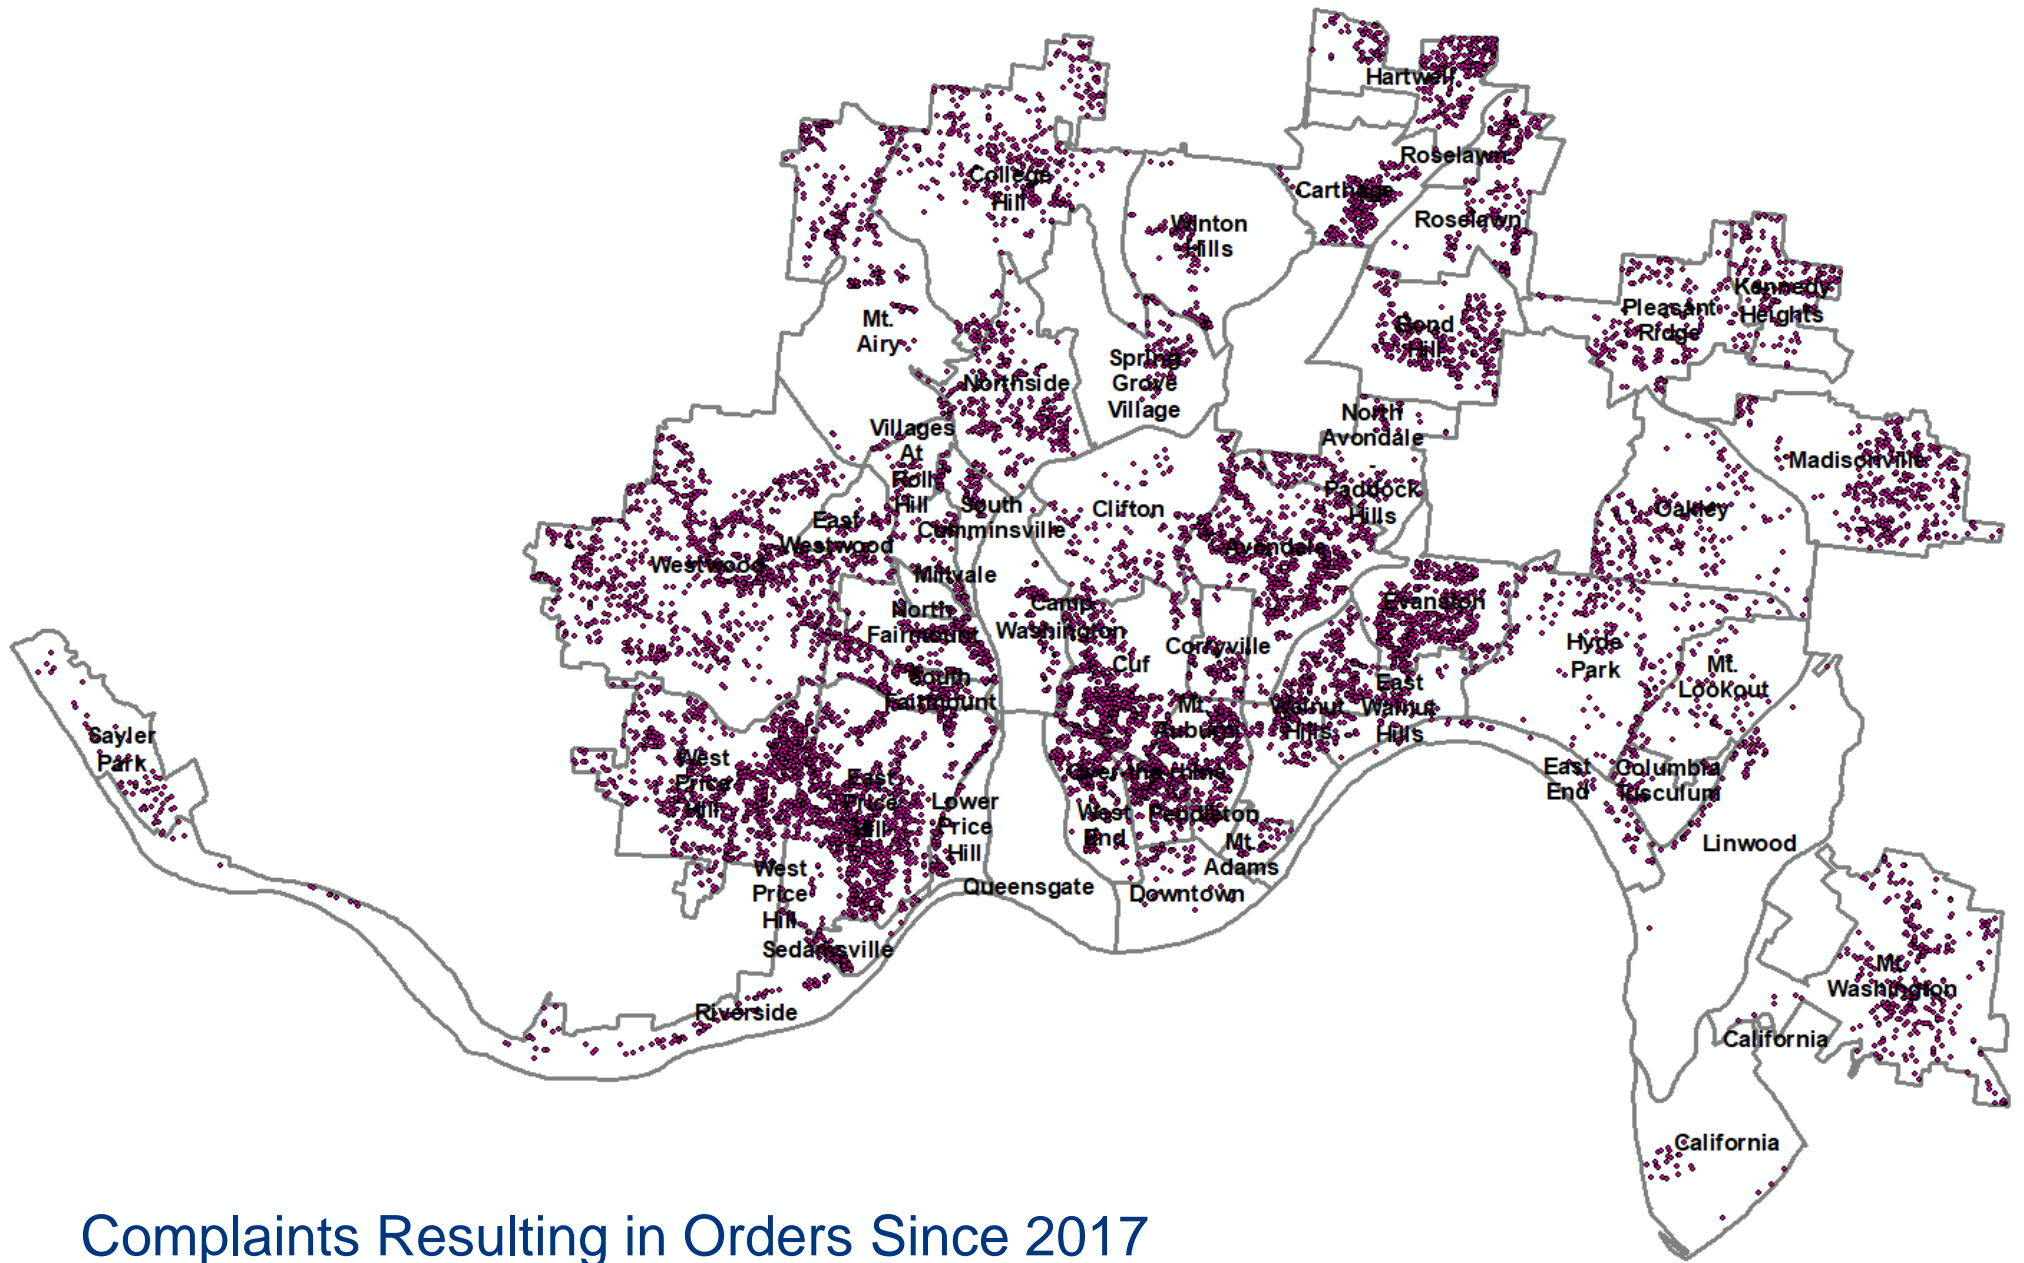 Hartwell
Roselawn
Carthage
Roselawn
College
Hill
Winton
Hills
Kennedy
Heights
Pleasant
Ridge
Bond
Hill
Mt.
Airy
Spring
Grove
Village
Northside
North
Avondale
Villages
At
Roll
Hill
Madisonville
Paddock
Hills
South
Cumminsville
Clifton
Oakley
East
Westwood
Westwood
Avondale
Millvale
Camp
Washington
Evanston
North
Fairmount
Corryville
Hyde
Park
Cuf
Mt.
Lookout
South
Fairmount
East
Walnut
Hills
Walnut
Hills
Mt.
Auburn
Sayler
Park
West
Price
Hill
East
Price
Hill
Over-the-rhine
East
End
Columbia
Tusculum
Lower
Price
Hill
West
End
Pendleton
Linwood
Mt.
Adams
West
Price
Hill
Queensgate
Downtown
Sedamsville
Mt.
Washington
Riverside
California
California
Complaints Resulting in Orders Since 2017